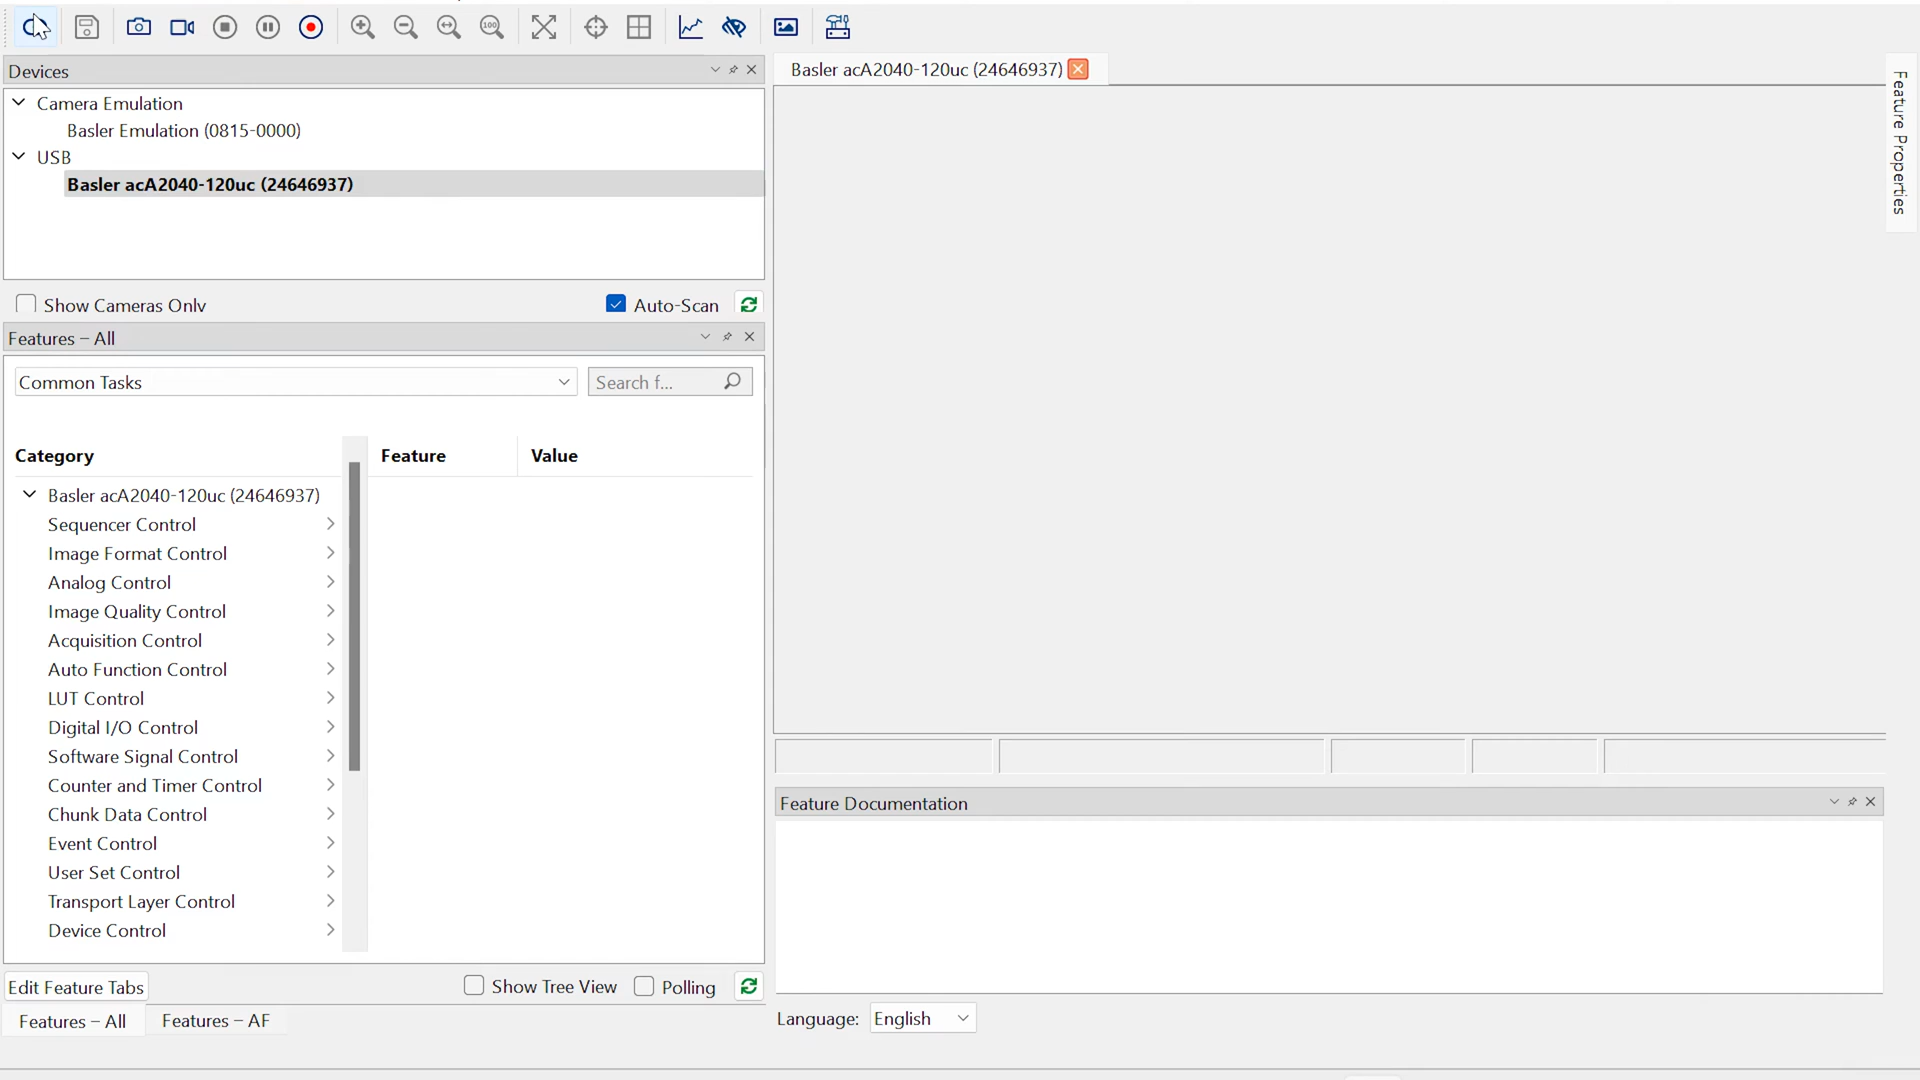 100
Devices
Camera Emulation
Basler Emulation (0815-0000)
USB
Basler acA2040-120uc (24646937)
Show Cameras Only
Auto-Scan
Features – All
Common Tasks
Search f...
Category
Feature
Value
Basler acA2040-120uc (24646937)
Sequencer Control
Image Format Control
Analog Control
Image Quality Control
Acquisition Control
Auto Function Control
LUT Control
Digital I/O Control
Software Signal Control
Counter and Timer Control
Chunk Data Control
Event Control
User Set Control
Transport Layer Control
Device Control
Edit Feature Tabs
Show Tree View
Polling
Features – All
Features – AF
Basler acA2040-120uc (24646937)
Feature Properties
Feature Documentation
Language:
English